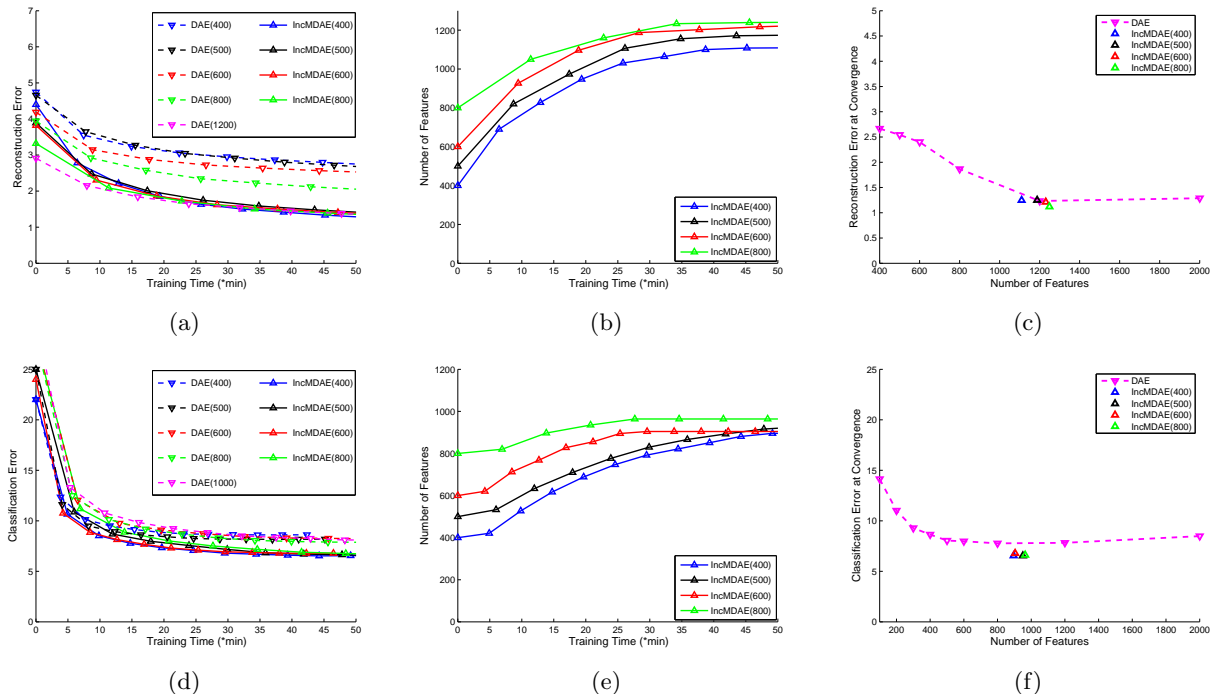 7
6
5
4
3
2
1
0
Reconstruction Error
0 5 10 15 20 25 30 35 40 45 50
Training Time (*min)
DAE(400)
DAE(500)
DAE(600)
DAE(800)
DAE(1200)
IncMDAE(400)
IncMDAE(500)
IncMDAE(600)
IncMDAE(800)
(a)
1200
1000
800
600
400
200
0
Number of Features
0 5 10 15 20 25 30 35 40 45 50
Training Time (*min)
IncMDAE(400)
IncMDAE(500)
IncMDAE(600)
IncMDAE(800)
(b)
5
4.5
4
3.5
3
2.5
2
1.5
1
0.5
0
Reconstruction Error at Convergence
400 600 800 1000 1200 1400 1600 1800 2000
Number of Features
DAE
IncMDAE(400)
IncMDAE(500)
IncMDAE(600)
IncMDAE(800)
(c)
25
20
15
10
5
0
Classification Error
0 5 10 15 20 25 30 35 40 45 50
Training Time (*min)
DAE(400)
DAE(500)
DAE(600)
DAE(800)
DAE(1000)
IncMDAE(400)
IncMDAE(500)
IncMDAE(600)
IncMDAE(800)
(d)
1200
1000
800
600
400
200
0
Number of Features
0 5 10 15 20 25 30 35 40 45 50
Training Time (*min)
IncMDAE(400)
IncMDAE(500)
IncMDAE(600)
IncMDAE(800)
(e)
25
20
15
10
5
0
Classification Error at Convergence
200 400 600 800 1000 1200 1400 1600 1800 2000
Number of Features
DAE
IncMDAE(400)
IncMDAE(500)
IncMDAE(600)
IncMDAE(800)
(f)